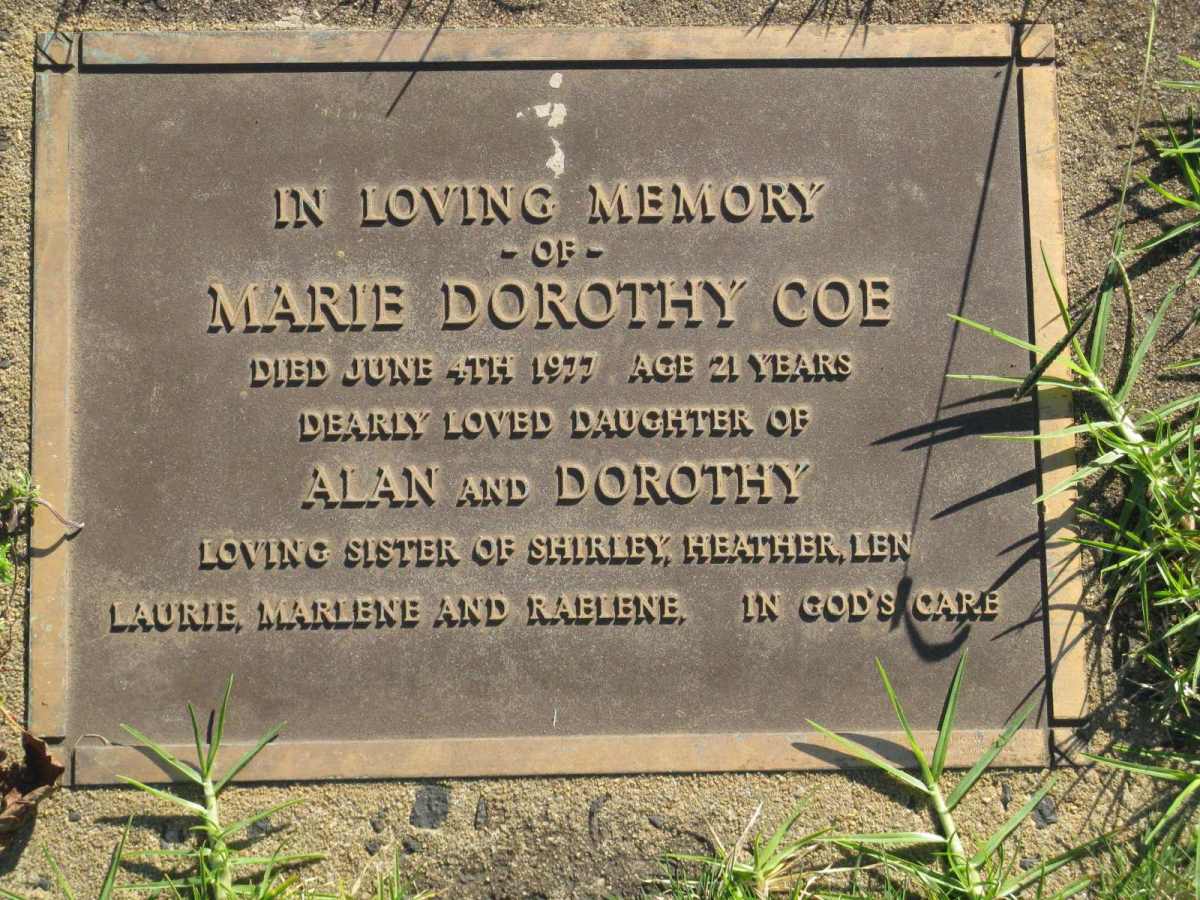 IN LOVING MEMORY
- OF -
MARIE DOROTHY COE
DIED JUNE 4TH 1977 AGE 21 YEARS
DEARLY LOVED DAUGHTER OF
ALAN AND DOROTHY
LOVING SISTER OF SHIRLEY, HEATHER, LEN
LAURIE, MARLENE AND RAELENE, IN GOD'S CARE